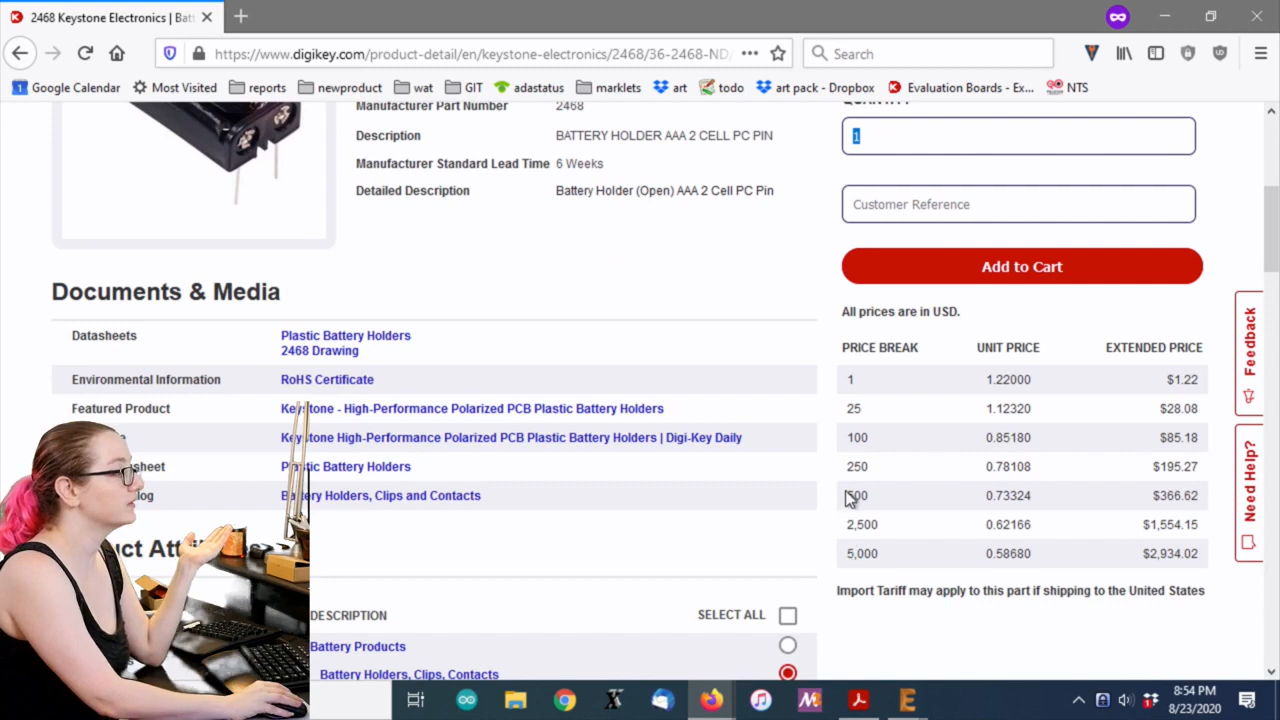 2468 Keystone Electronics | Bat
https://www.digikey.com/product-detail/en/keystone-electronics/2468/36-2468-ND/
Search
Google Calendar
Most Visited
reports
newproduct
wat
GIT
adastatus
marklets
art
todo
art pack - Dropbox
Evaluation Boards - Ex...
NTS
Manufacturer Part Number 2468
Description BATTERY HOLDER AAA 2 CELL PC PIN
Manufacturer Standard Lead Time 6 Weeks
Detailed Description Battery Holder (Open) AAA 2 Cell PC Pin
QUANTITY
1
Customer Reference
Add to Cart
All prices are in USD.
PRICE BREAK UNIT PRICE EXTENDED PRICE
1 1.22000 $1.22
25 1.12320 $28.08
100 0.85180 $85.18
250 0.78108 $195.27
500 0.73324 $366.62
2,500 0.62166 $1,554.15
5,000 0.58680 $2,934.02
Import Tariff may apply to this part if shipping to the United States
Documents & Media
Datasheets Plastic Battery Holders
2468 Drawing
Environmental Information RoHS Certificate
Featured Product Keystone - High-Performance Polarized PCB Plastic Battery Holders
Keystone High-Performance Polarized PCB Plastic Battery Holders | Digi-Key Daily
Plastic Battery Holders
Battery Holders, Clips and Contacts
DESCRIPTION SELECT ALL
Battery Products
Battery Holders, Clips, Contacts
Feedback
Need Help?
8:54 PM
8/23/2020